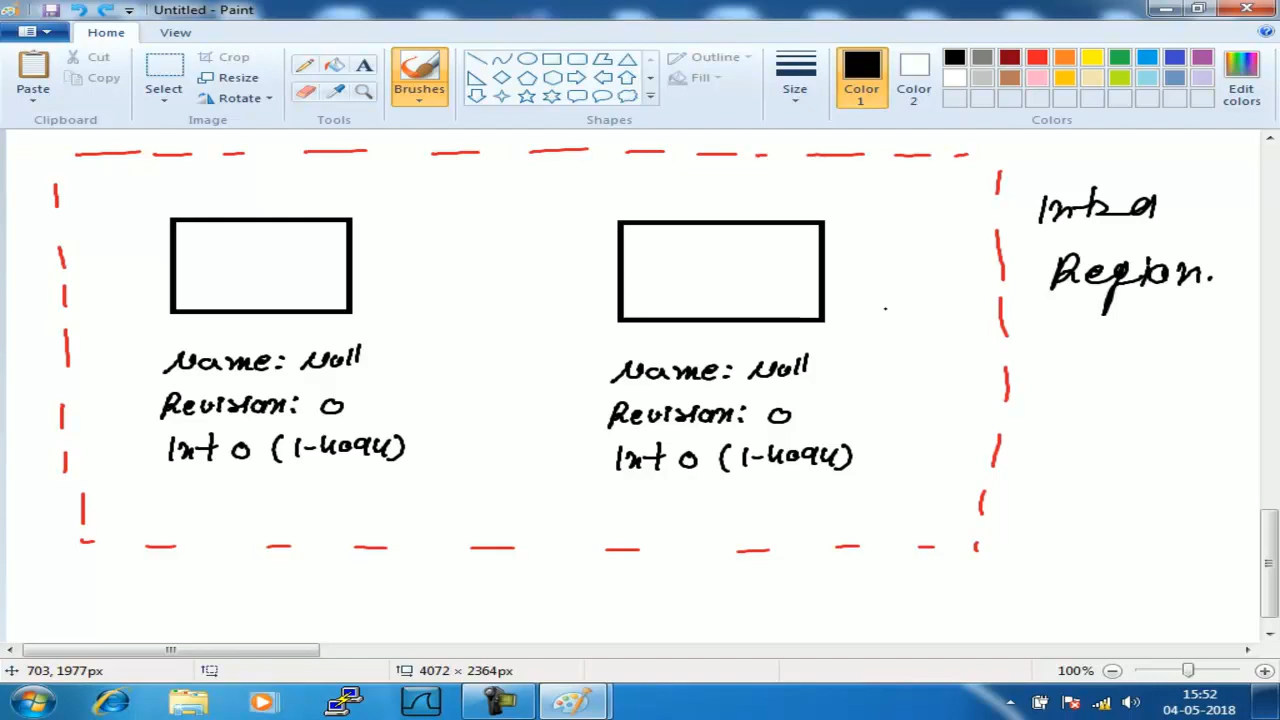 Untitled - Paint
Home
View
Paste
Cut
Copy
Clipboard
Select
Crop
Resize
Rotate
Image
Tools
Brushes
Shapes
Outline
Fill
Size
Color 1
Color 2
Edit colors
Colors
Intra
Region.
Name: Null
Name: Null
Revision: 0
Revision: 0
Inst 0 (1-4094)
Inst 0 (1-4094)
703, 1977px
4072 × 2364px
100%
15:52
04-05-2018